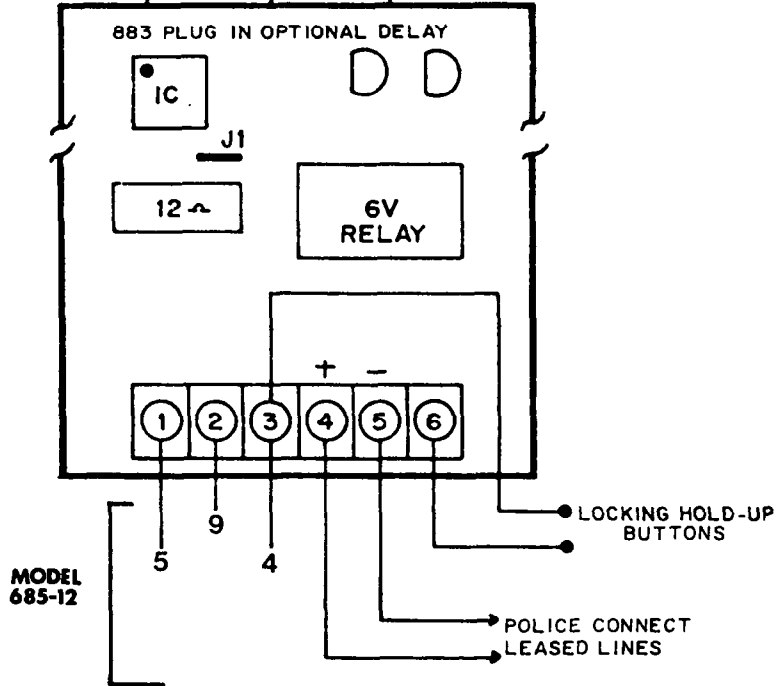 883 PLUG IN OPTIONAL DELAY
IC
J1
12 Ω
6V
RELAY
+ −
1 2 3 4 5 6
5 9 4
LOCKING HOLD-UP
BUTTONS
MODEL
685-12
POLICE CONNECT
LEASED LINES